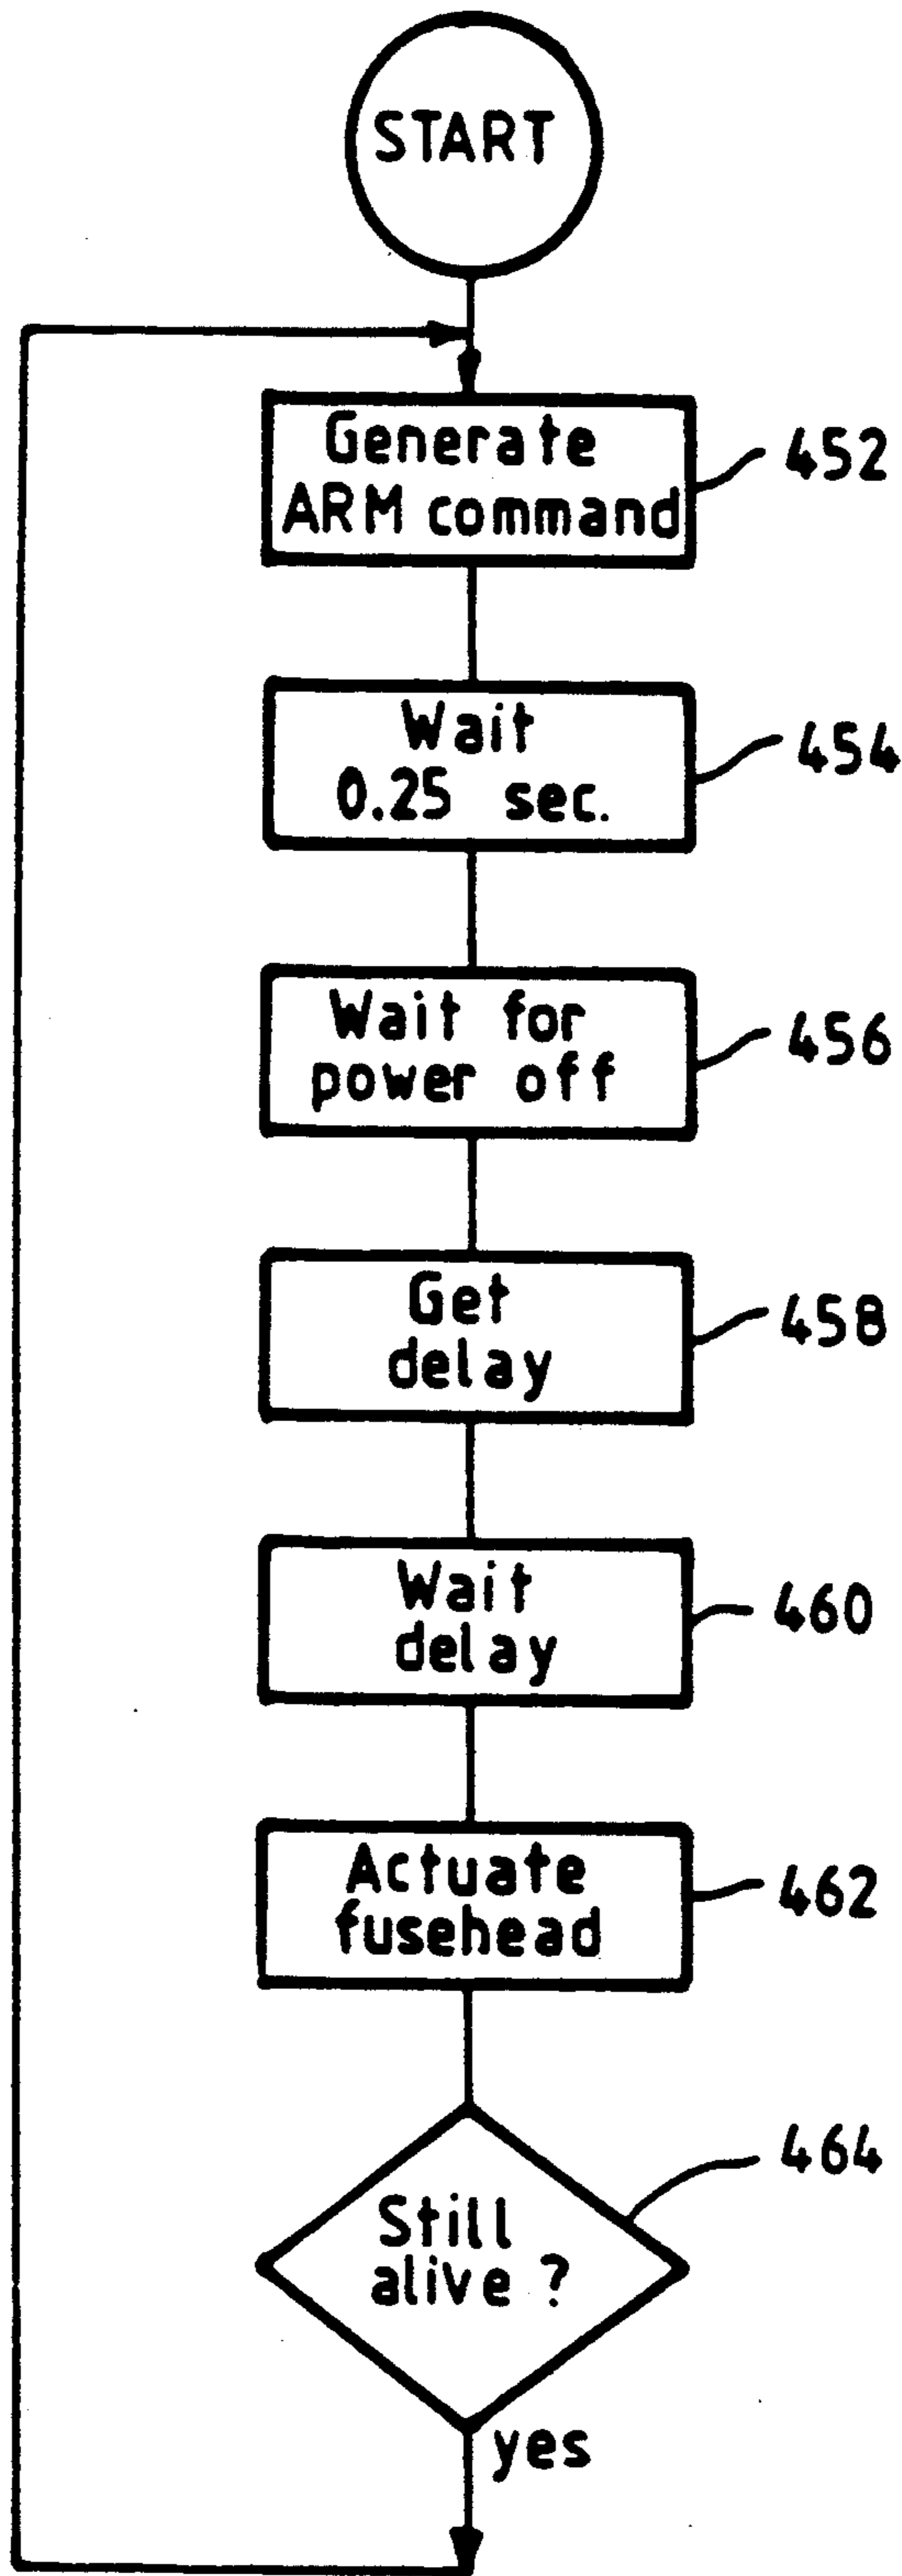 START
Generate
ARM command
452
Wait
0.25 sec.
454
Wait for
power off
456
Get
delay
458
Wait
delay
460
Actuate
fusehead
462
Still
alive ?
464
yes